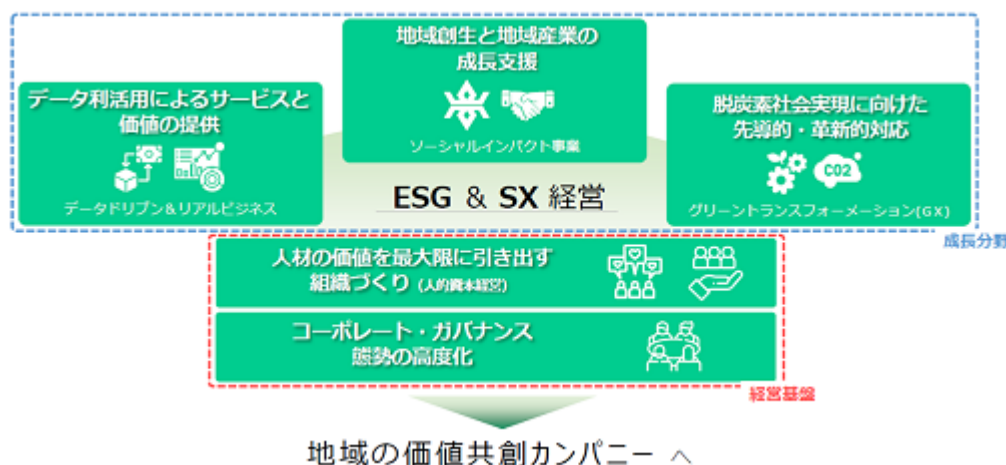 地域創生と地域産業の
成長支援
ソーシャルインパクト事業
データ利活用によるサービスと
価値の提供
データドリブン&リアルビジネス
脱炭素社会実現に向けた
先導的・革新的対応
CO2
グリーントランスフォーメーション(GX)
ESG & SX 経営
成長分野
人材の価値を最大限に引き出す
組織づくり (人的資本経営)
コーポレート・ガバナンス
態勢の高度化
経営基盤
地域の価値共創カンパニー へ